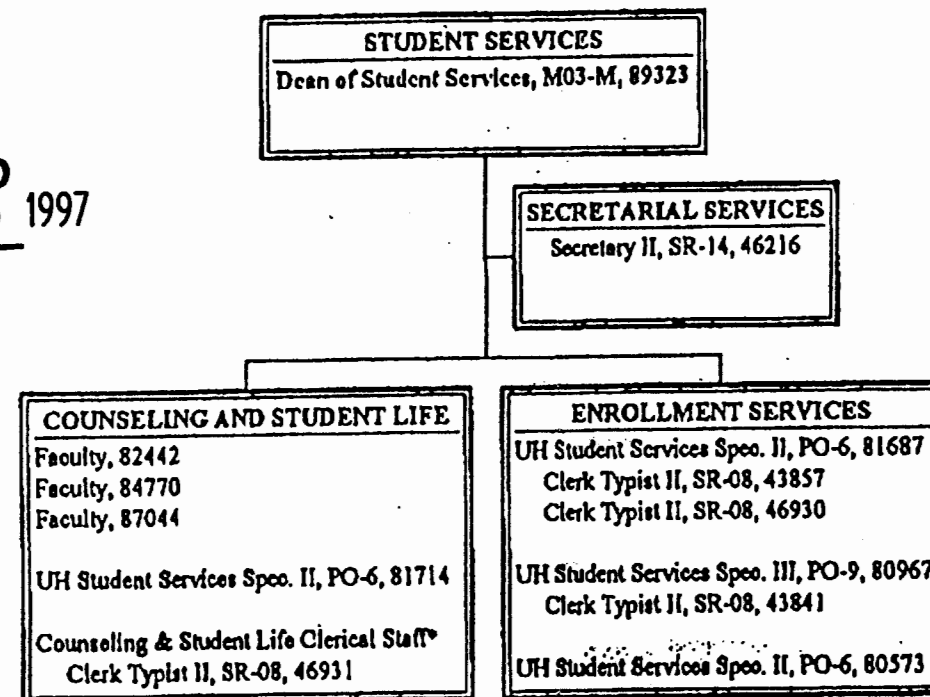 STUDENT SERVICES
Dean of Student Services, M03-M, 89323
1997
SECRETARIAL SERVICES
Secretary II, SR-14, 46216
COUNSELING AND STUDENT LIFE
Faculty, 82442
Faculty, 84770
Faculty, 87044
UH Student Services Spec. II, PO-6, 81714
Counseling & Student Life Clerical Staff*
Clerk Typist II, SR-08, 46931
ENROLLMENT SERVICES
UH Student Services Spec. II, PO-6, 81687
Clerk Typist II, SR-08, 43857
Clerk Typist II, SR-08, 46930
UH Student Services Spec. III, PO-9, 80967
Clerk Typist II, SR-08, 43841
UH Student Services Spec. II, PO-6, 80573